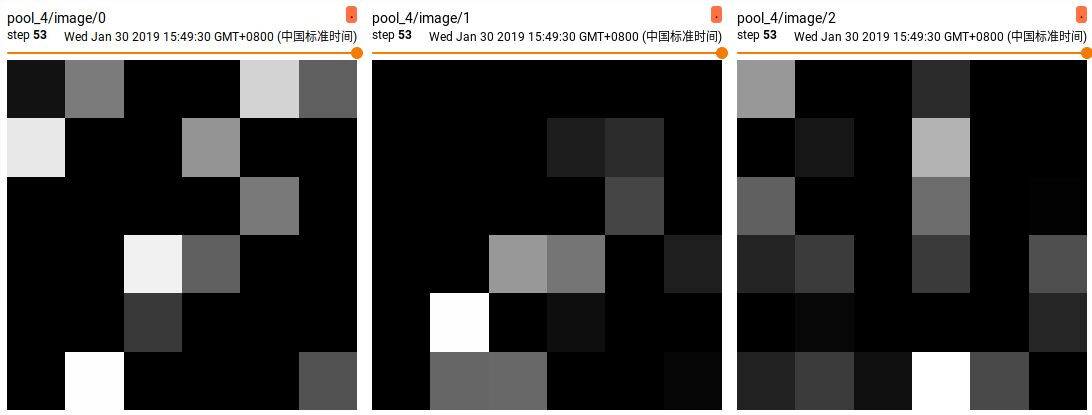 pool_4/image/0
step 53 Wed Jan 30 2019 15:49:30 GMT+0800 (中国标准时间)
pool_4/image/1
step 53 Wed Jan 30 2019 15:49:30 GMT+0800 (中国标准时间)
pool_4/image/2
step 53 Wed Jan 30 2019 15:49:30 GMT+0800 (中国标准时间)